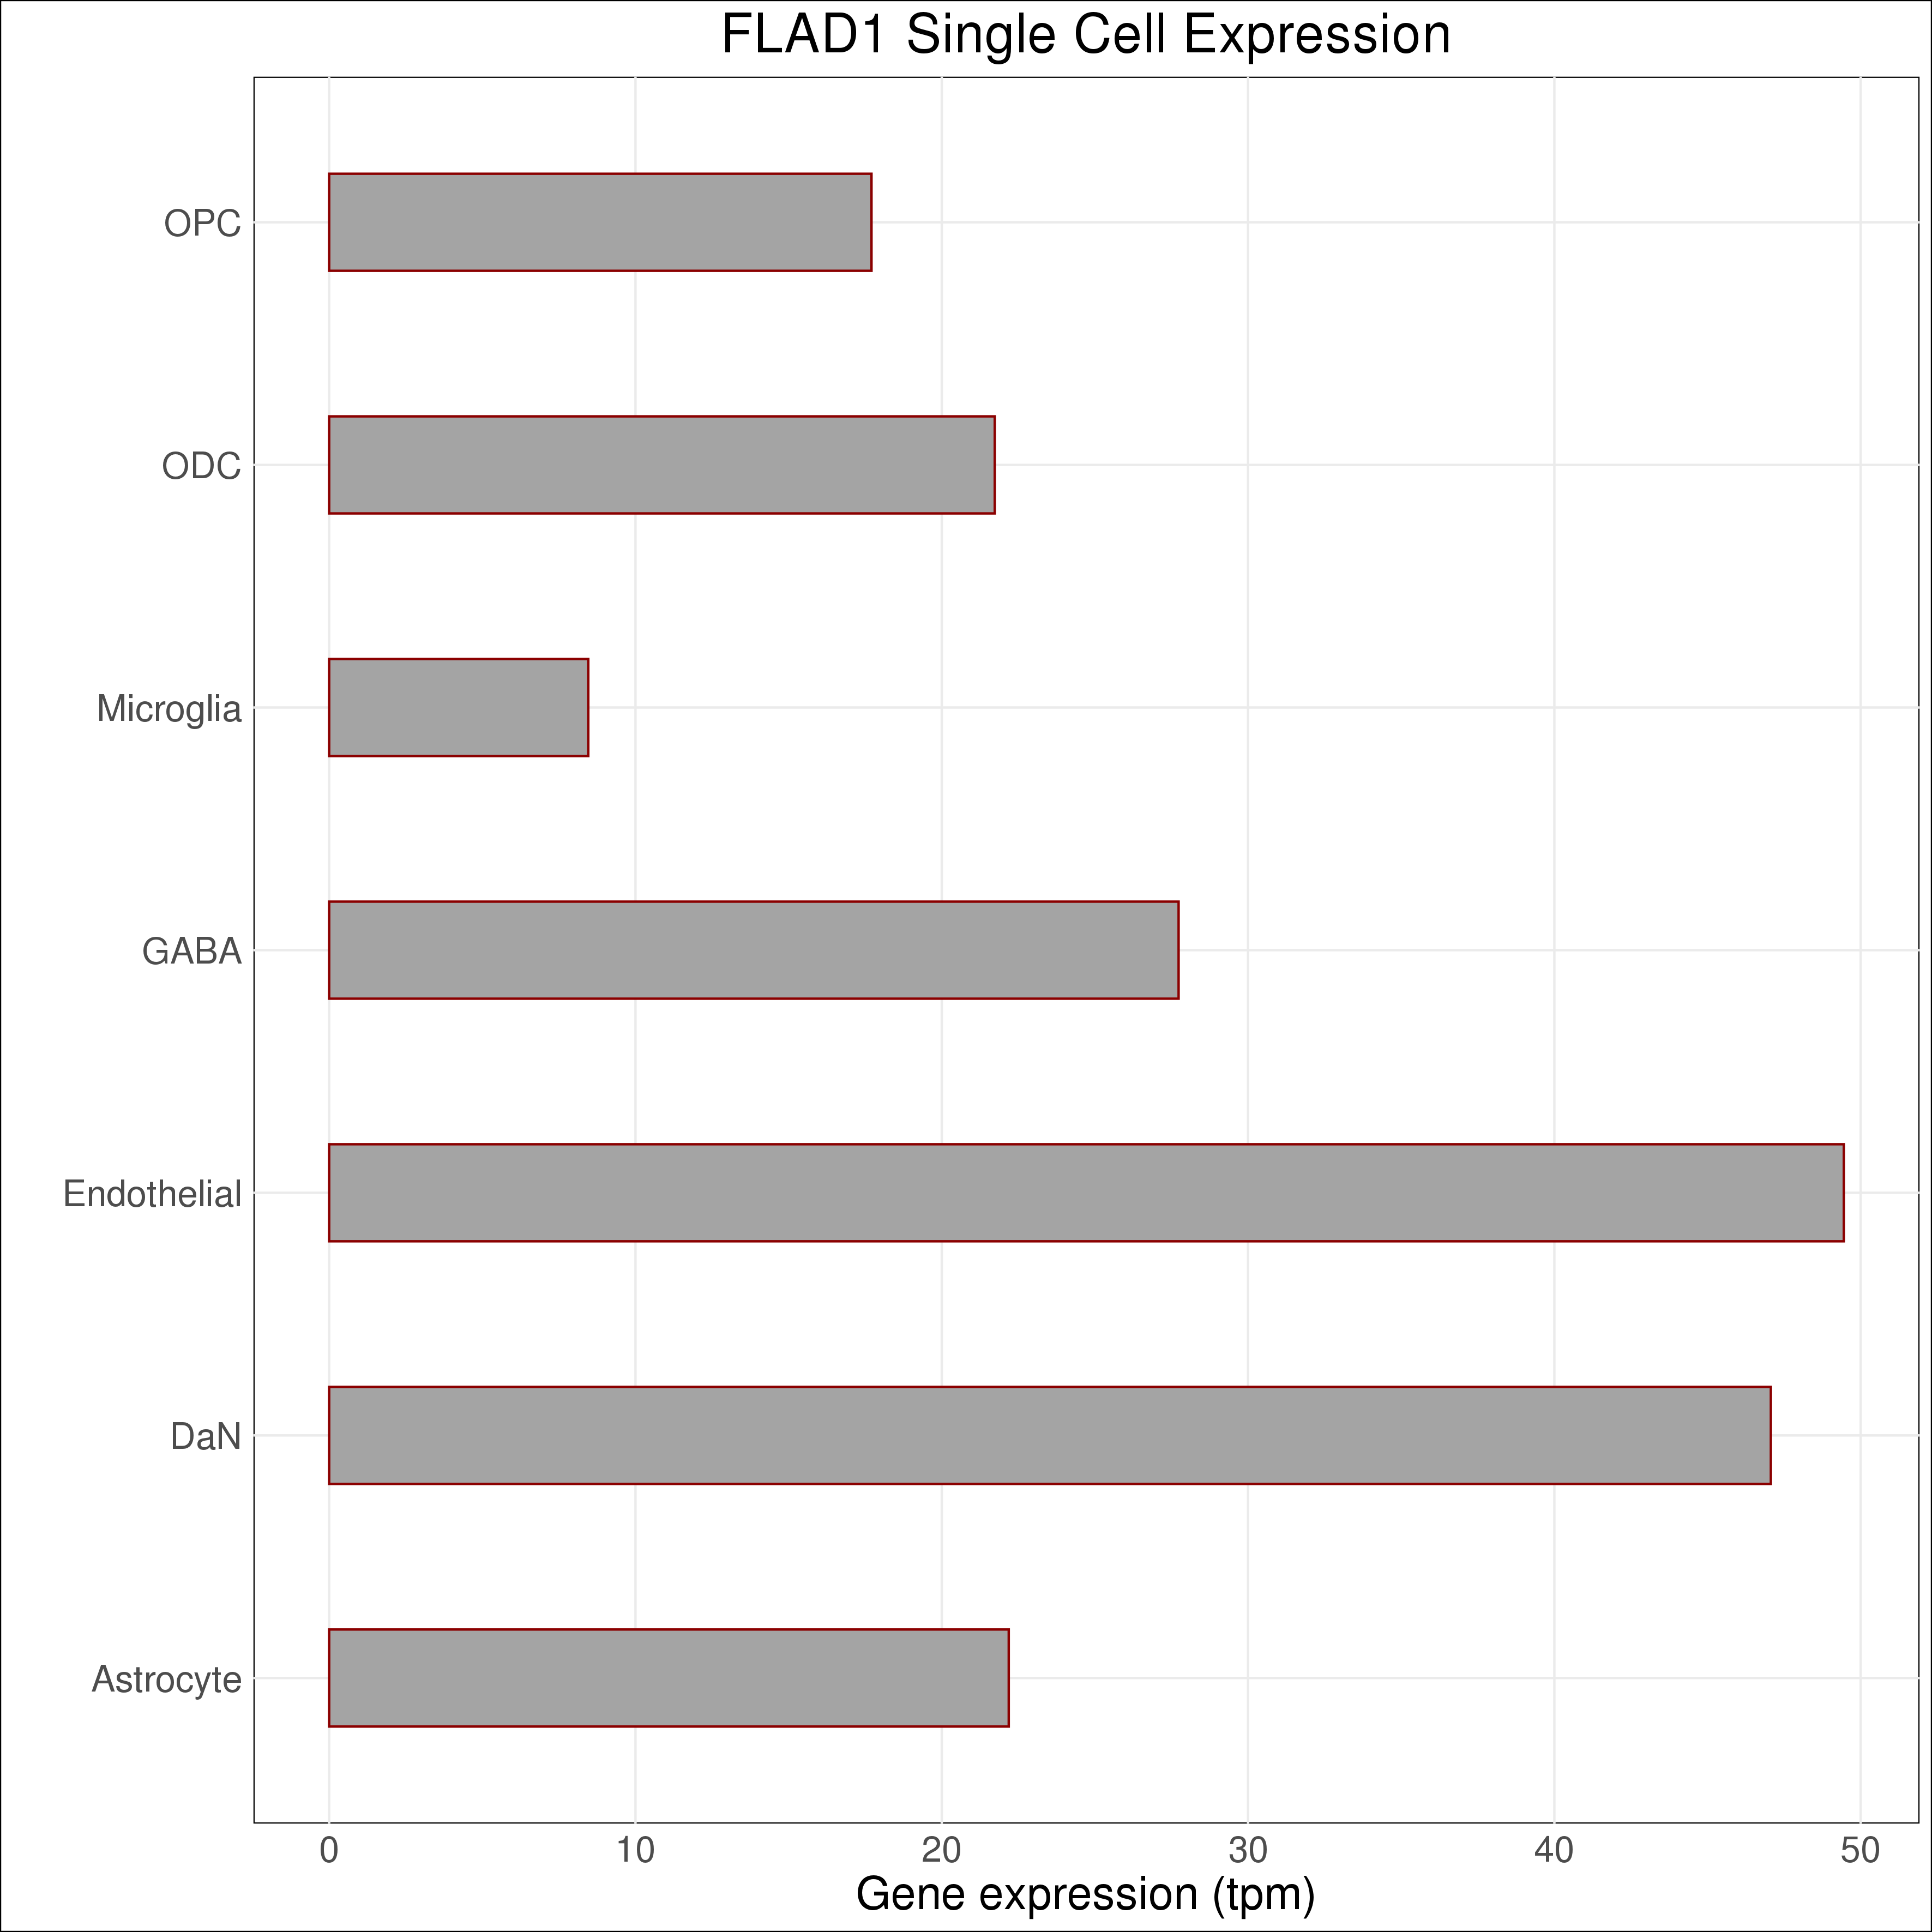 FLAD1 Single Cell Expression
OPC
ODC
Microglia
GABA
Endothelial
DaN
Astrocyte
0 10 20 30 40 50
Gene expression (tpm)